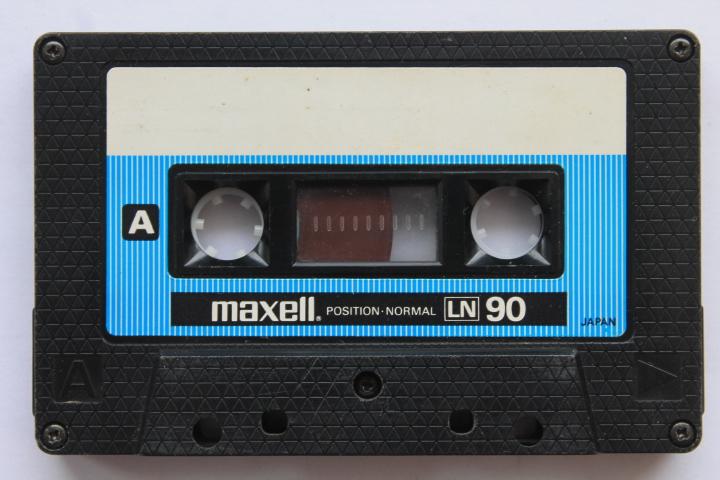 A
maxell. POSITION·NORMAL LN 90
JAPAN
A